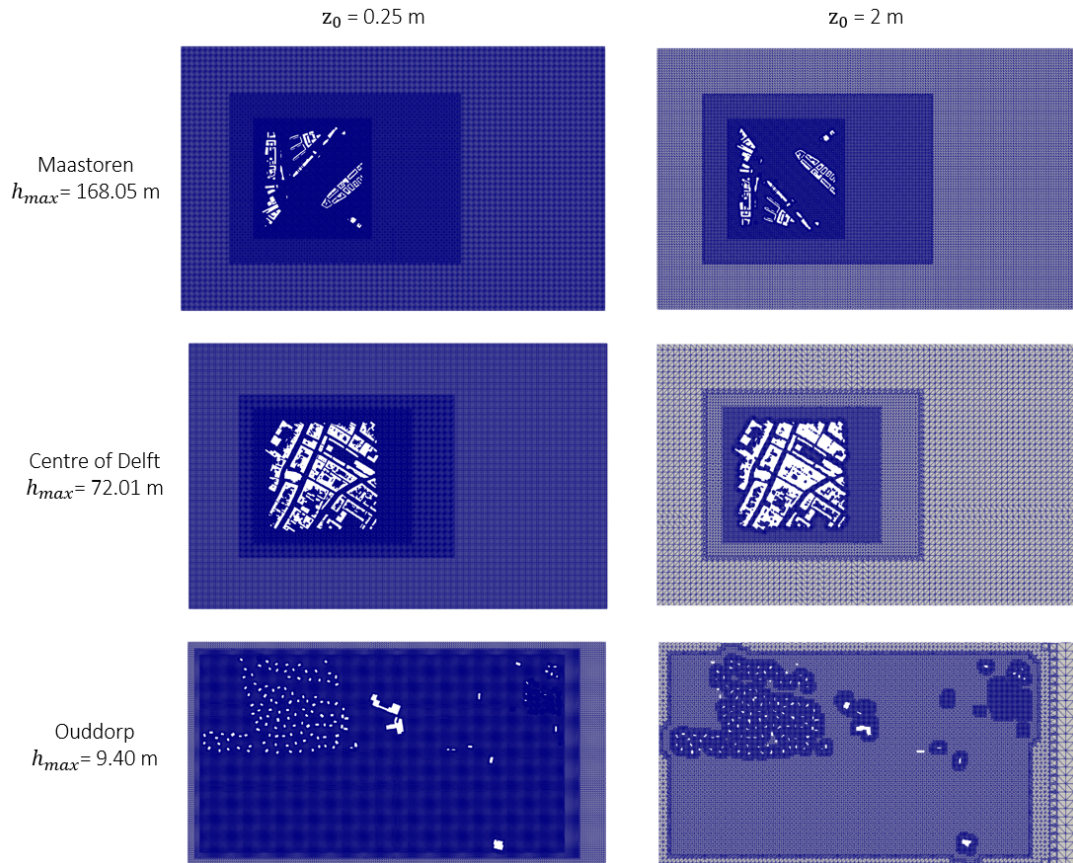 z₀ = 0.25 m
z₀ = 2 m
Maastoren
hₘₐₓ= 168.05 m
Centre of Delft
hₘₐₓ= 72.01 m
Ouddorp
hₘₐₓ= 9.40 m